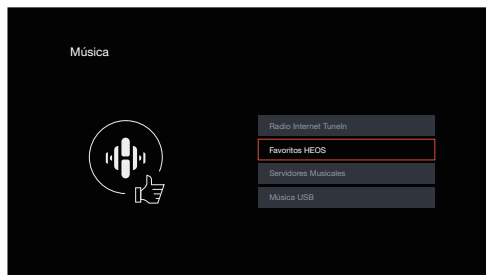 Música
Radio Internet TuneIn
Favoritos HEOS
Servidores Musicales
Música USB